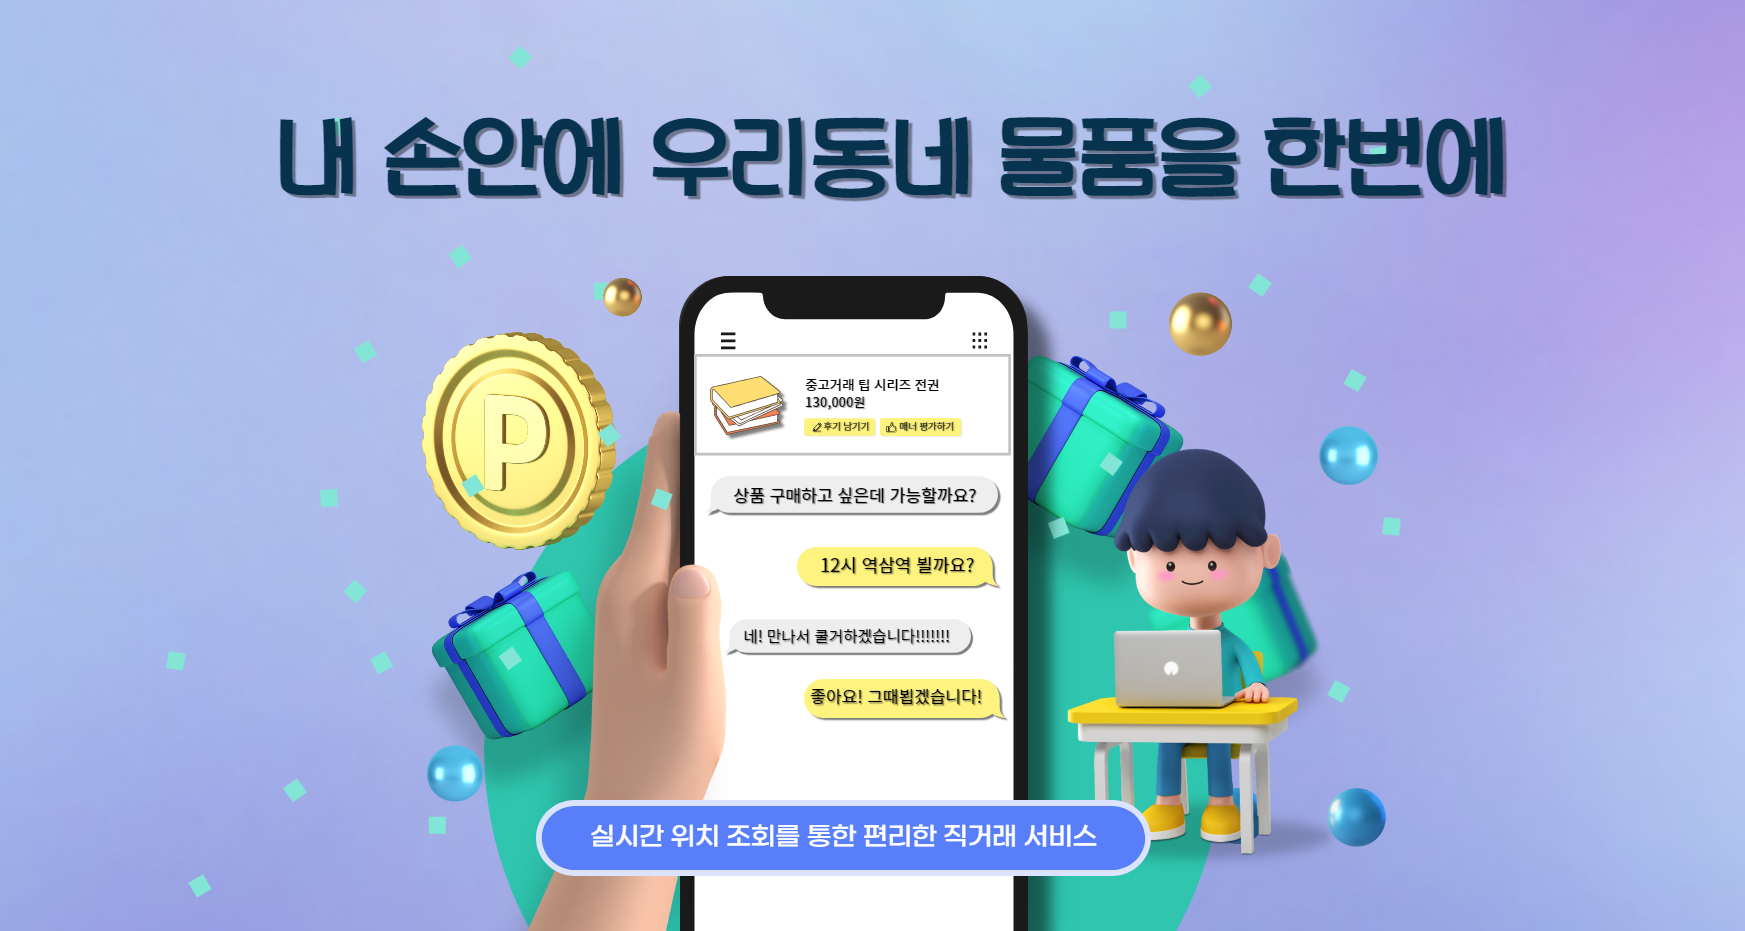 내 손안에 우리동네 물품을 한번에
P
중고거래 팁 시리즈 전권
130,000원
후기 남기기 매너 평가하기
상품 구매하고 싶은데 가능할까요?
12시 역삼역 뵐까요?
네! 만나서 쿨거하겠습니다!!!!!!!
좋아요! 그때뵙겠습니다!
실시간 위치 조회를 통한 편리한 직거래 서비스